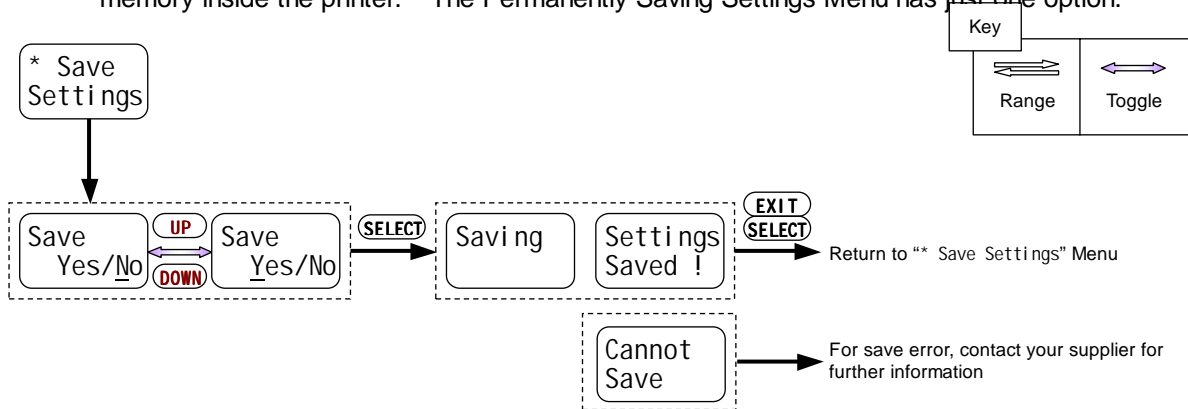 memory inside the printer. The Permanently Saving Settings Menu has just one option.
Key
Range Toggle
* Save
Settings
Save
Yes/No
UP
DOWN
Save
Yes/No
SELECT
Saving
Settings
Saved !
EXIT
SELECT
Return to “* Save Settings” Menu
Cannot
Save
For save error, contact your supplier for
further information